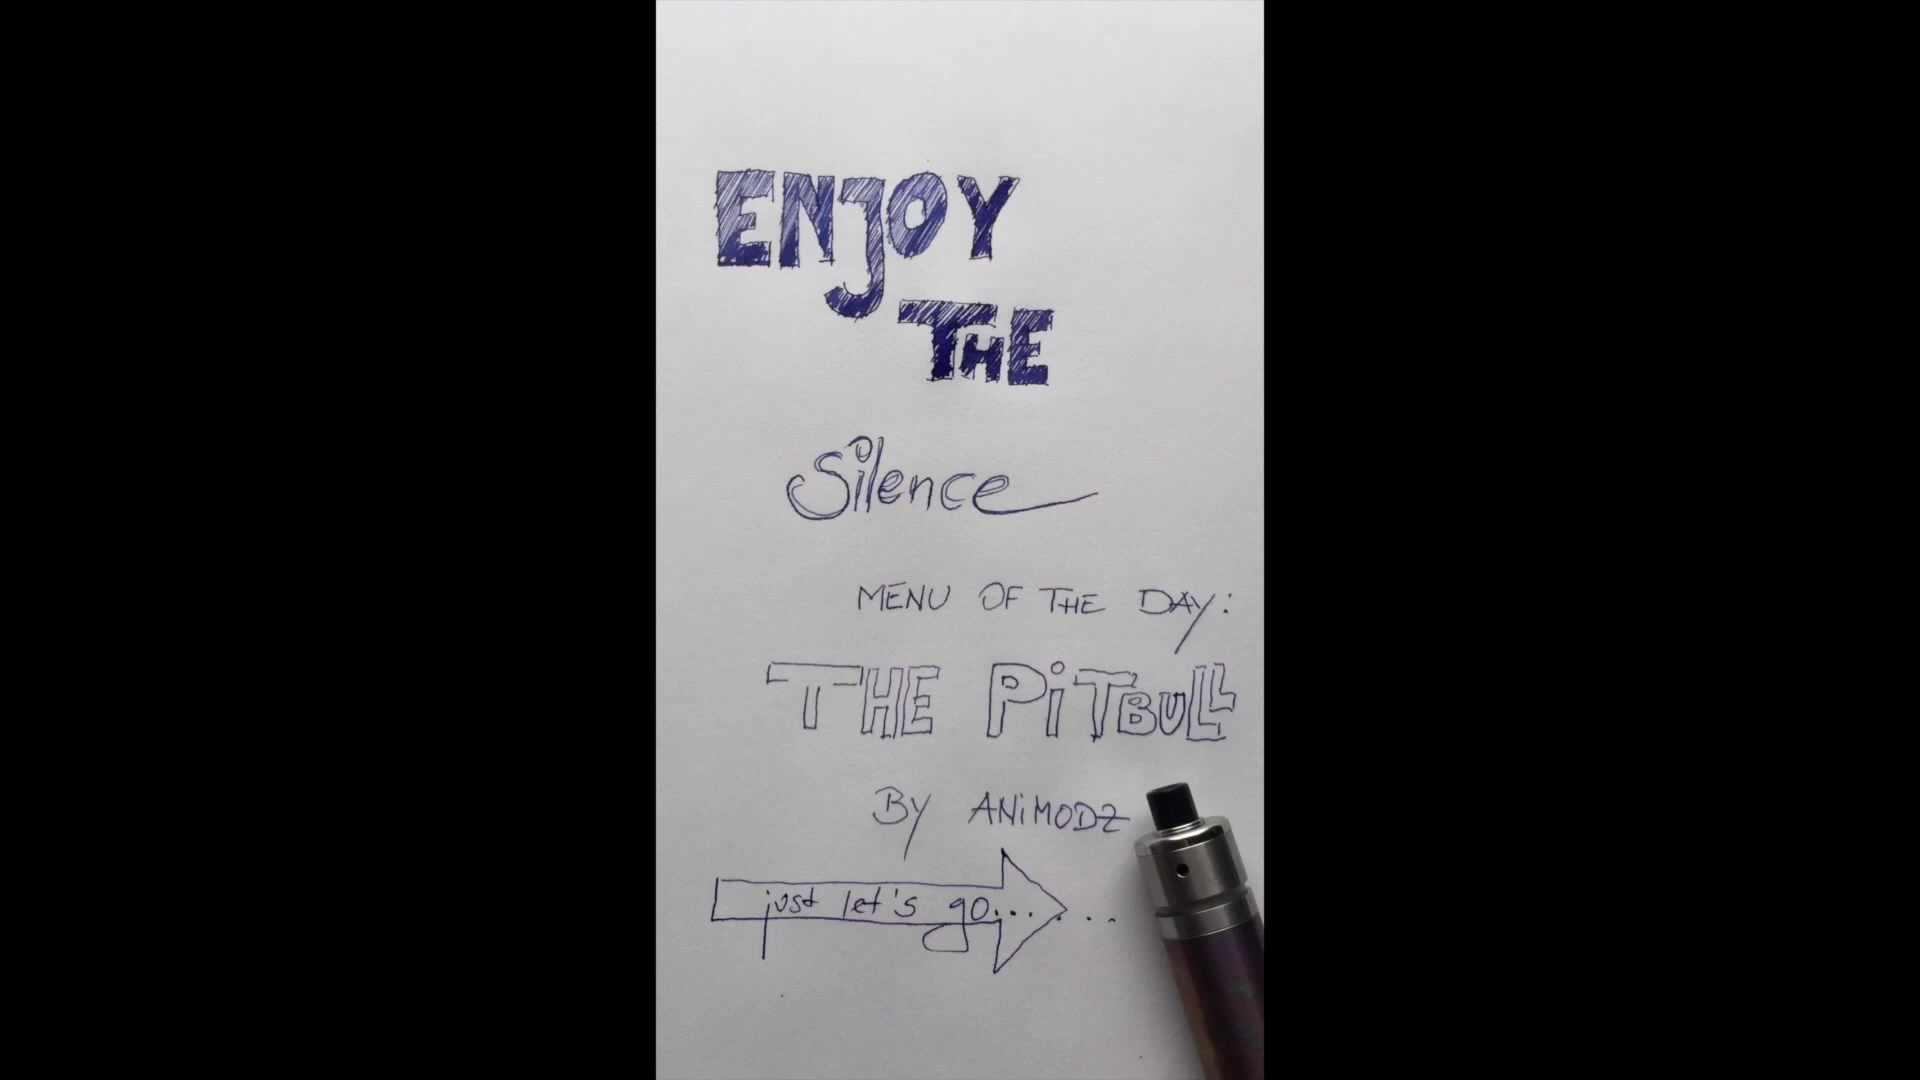 ENJOY
THE
Silence
MENU OF THE DAY:
THE PiTBULL
BY ANiMODZ
just let's go... . . .